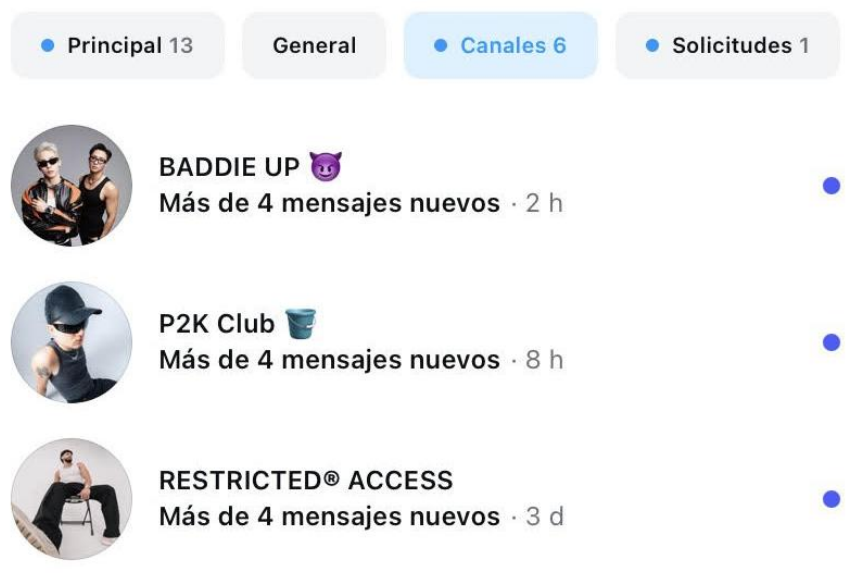 Principal 13 General Canales 6 Solicitudes 1
BADDIE UP 😈
Más de 4 mensajes nuevos · 2 h
P2K Club 🪣
Más de 4 mensajes nuevos · 8 h
RESTRICTED® ACCESS
Más de 4 mensajes nuevos · 3 d